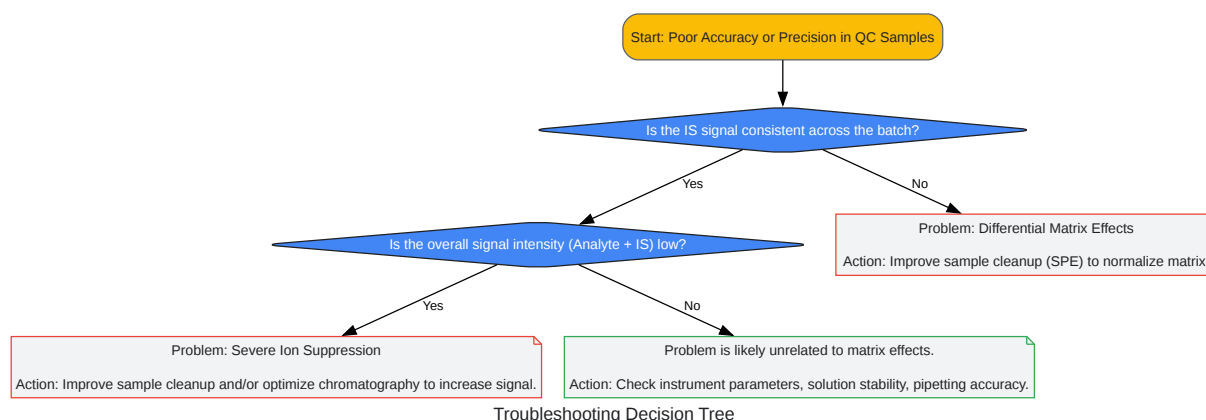 Start: Poor Accuracy or Precision in QC Samples
Is the IS signal consistent across the batch?
Yes
No
Problem: Differential Matrix Effects
Action: Improve sample cleanup (SPE) to normalize matrix
Is the overall signal intensity (Analyte + IS) low?
Yes
No
Problem: Severe Ion Suppression
Action: Improve sample cleanup and/or optimize chromatography to increase signal.
Problem is likely unrelated to matrix effects.
Action: Check instrument parameters, solution stability, pipetting accuracy.
Troubleshooting Decision Tree